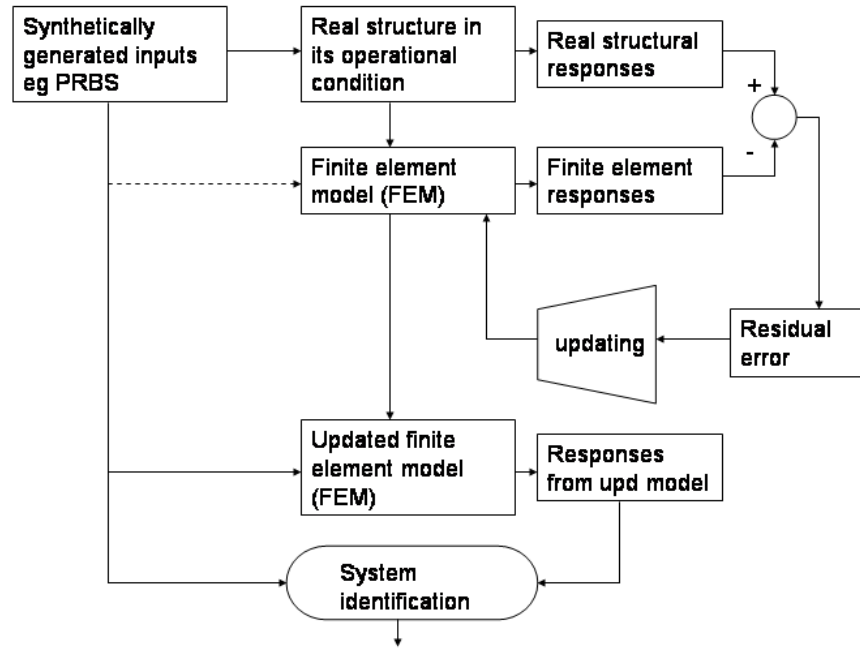 Synthetically
generated inputs
eg PRBS
Real structure in
its operational
condition
Real structural
responses
+
-
Finite element
model (FEM)
Finite element
responses
updating
Residual
error
Updated finite
element model
(FEM)
Responses
from upd model
System
identification